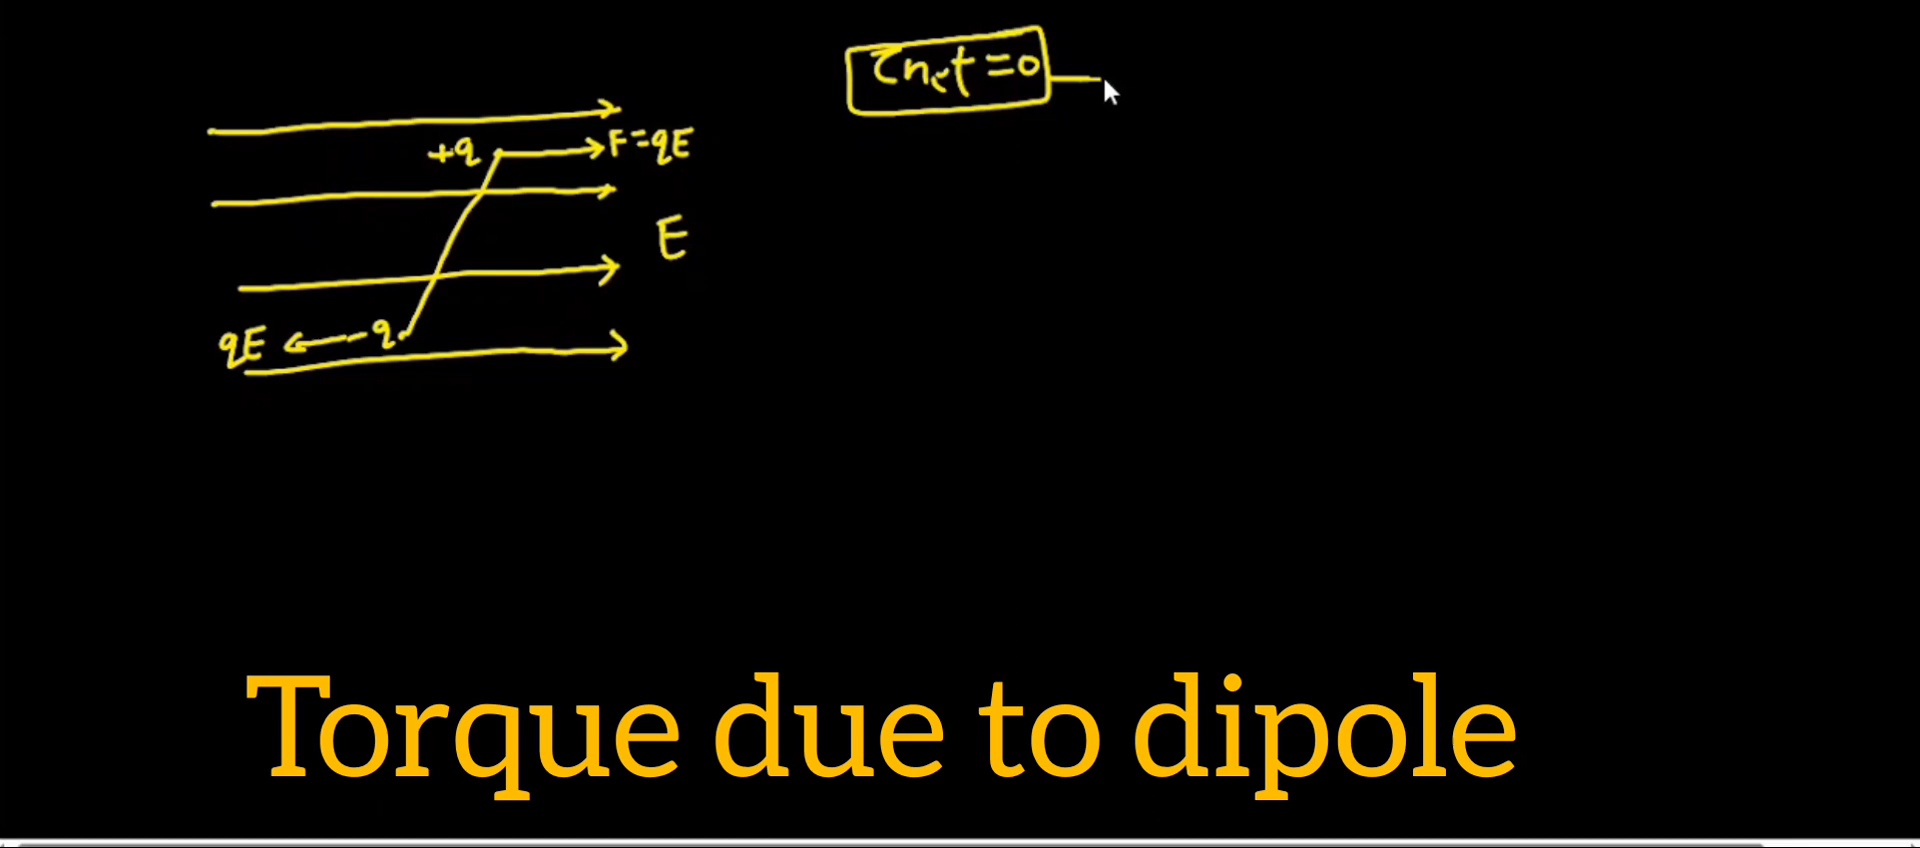 τnet=0
+q F=qE
E
qE q
Torque due to dipole